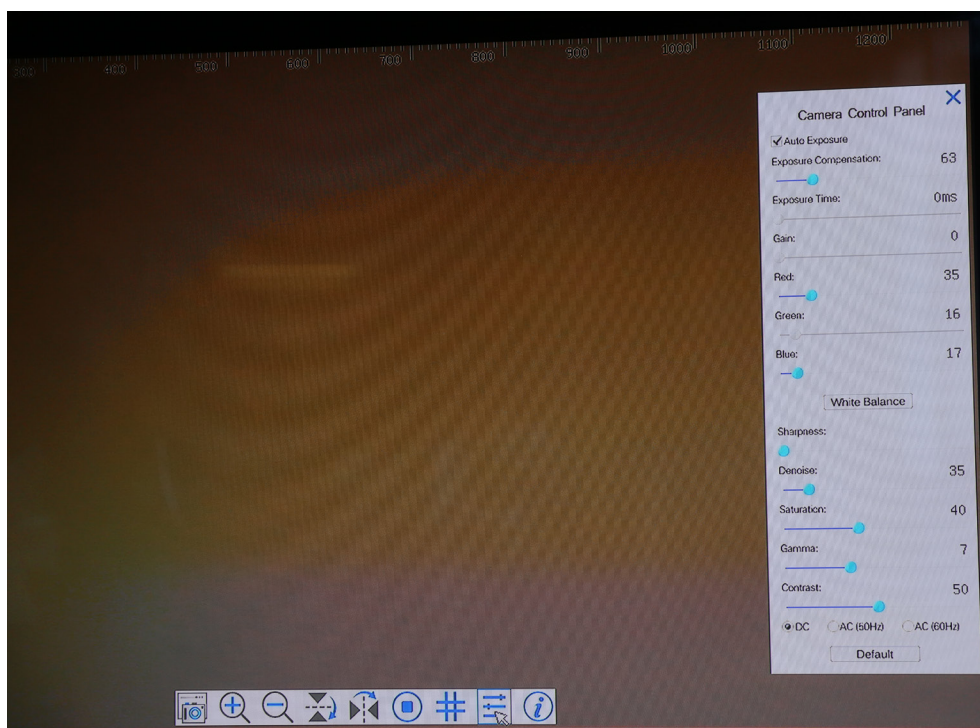 400 500 600 700 800 900 1000 1100 1200
Camera Control Panel
Auto Exposure
Exposure Compensation: 63
Exposure Time: 0ms
Gain: 0
Red: 35
Green: 16
Blue: 17
White Balance
Sharpness:
Denoise: 35
Saturation: 40
Gamma: 7
Contrast: 50
DC AC (50Hz) AC (60Hz)
Default
i